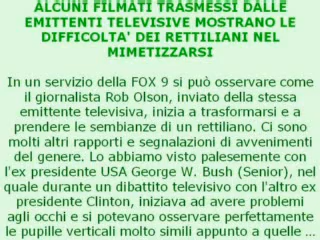 ALCUNI FILMATI TRASMESSI DALLE
EMITTENTI TELEVISIVE MOSTRANO LE
DIFFICOLTA' DEI RETTILIANI NEL
MIMETIZZARSI
In un servizio della FOX 9 si può osservare come
il giornalista Rob Olson, inviato della stessa
emittente televisiva, inizia a trasformarsi e a
prendere le sembianze di un rettiliano. Ci sono
molti altri rapporti e segnalazioni di avvenimenti
del genere. Lo abbiamo visto palesemente con
l'ex presidente USA George W. Bush (Senior), nel
quale durante un dibattito televisivo con l'altro ex
presidente Clinton, iniziava ad avere problemi
agli occhi e si potevano osservare perfettamente
le pupille verticali molto simili appunto a quelle ...